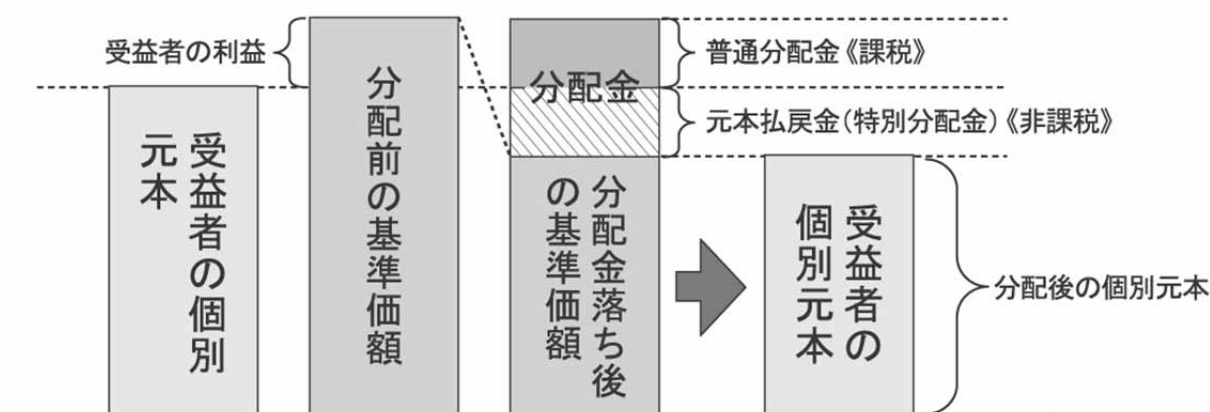 受益者の利益
受益者の個別
元本
分配前の基準価額
分配金
分配金落ち後
の基準価額
普通分配金《課税》
元本払戻金(特別分配金)《非課税》
受益者の
個別元本
分配後の個別元本